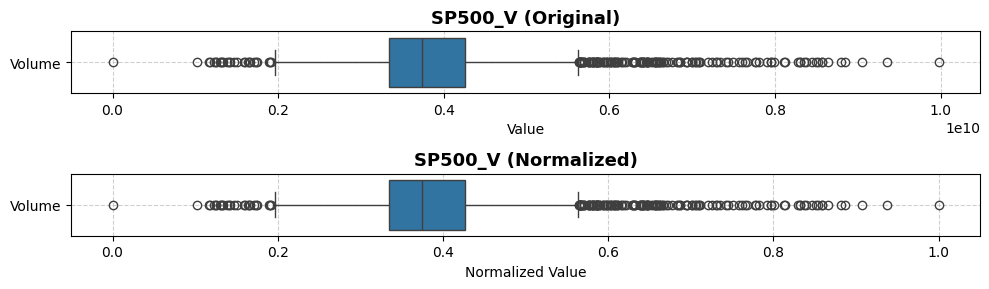 SP500_V (Original)
Volume
0.0 0.2 0.4 0.6 0.8 1.0
1e10
Value
SP500_V (Normalized)
Volume
0.0 0.2 0.4 0.6 0.8 1.0
Normalized Value